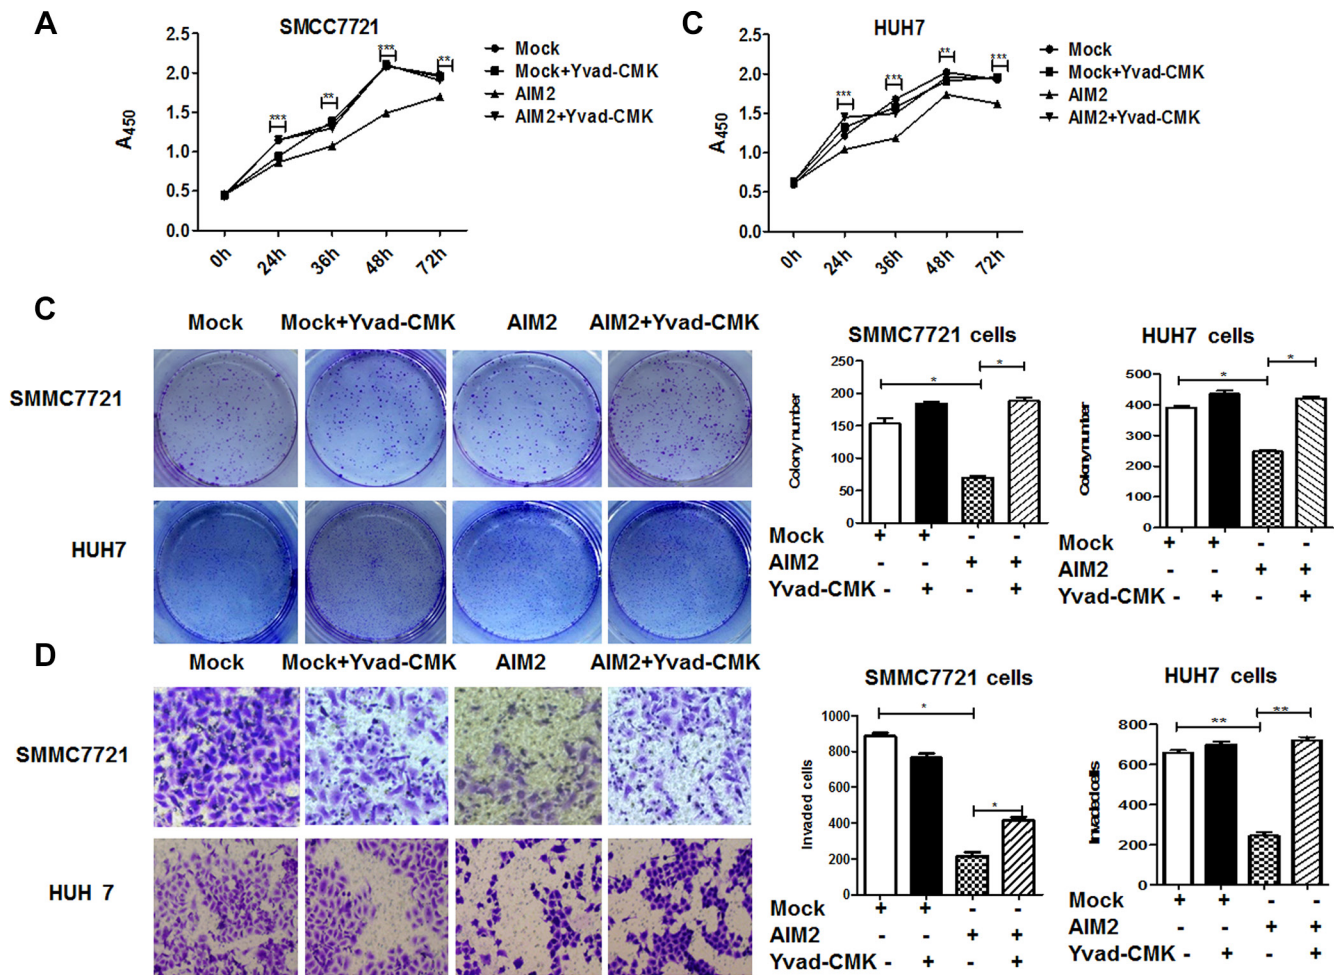 A
SMCC7721
2.5
2.0
1.5
1.0
0.5
0.0
A450
0h
24h
36h
48h
72h
***
**
***
**
Mock
Mock+Yvad-CMK
AIM2
AIM2+Yvad-CMK
C
HUH7
2.5
2.0
1.5
1.0
0.5
0.0
A450
0h
24h
36h
48h
72h
***
***
**
***
Mock
Mock+Yvad-CMK
AIM2
AIM2+Yvad-CMK
C
Mock Mock+Yvad-CMK AIM2 AIM2+Yvad-CMK
SMMC7721
HUH7
SMMC7721 cells
250
200
150
100
50
0
Colony number
*
*
Mock + + - -
AIM2 - - + +
Yvad-CMK - + - +
HUH7 cells
500
400
300
200
100
0
Colony number
*
*
Mock + + - -
AIM2 - - + +
Yvad-CMK - + - +
D
Mock Mock+Yvad-CMK AIM2 AIM2+Yvad-CMK
SMMC7721
HUH 7
SMMC7721 cells
1000
800
600
400
200
0
Invaded cells
*
*
Mock + + - -
AIM2 - - + +
Yvad-CMK - + - +
HUH7 cells
800
600
400
200
0
Invaded cells
**
**
Mock + + - -
AIM2 - - + +
Yvad-CMK - + - +